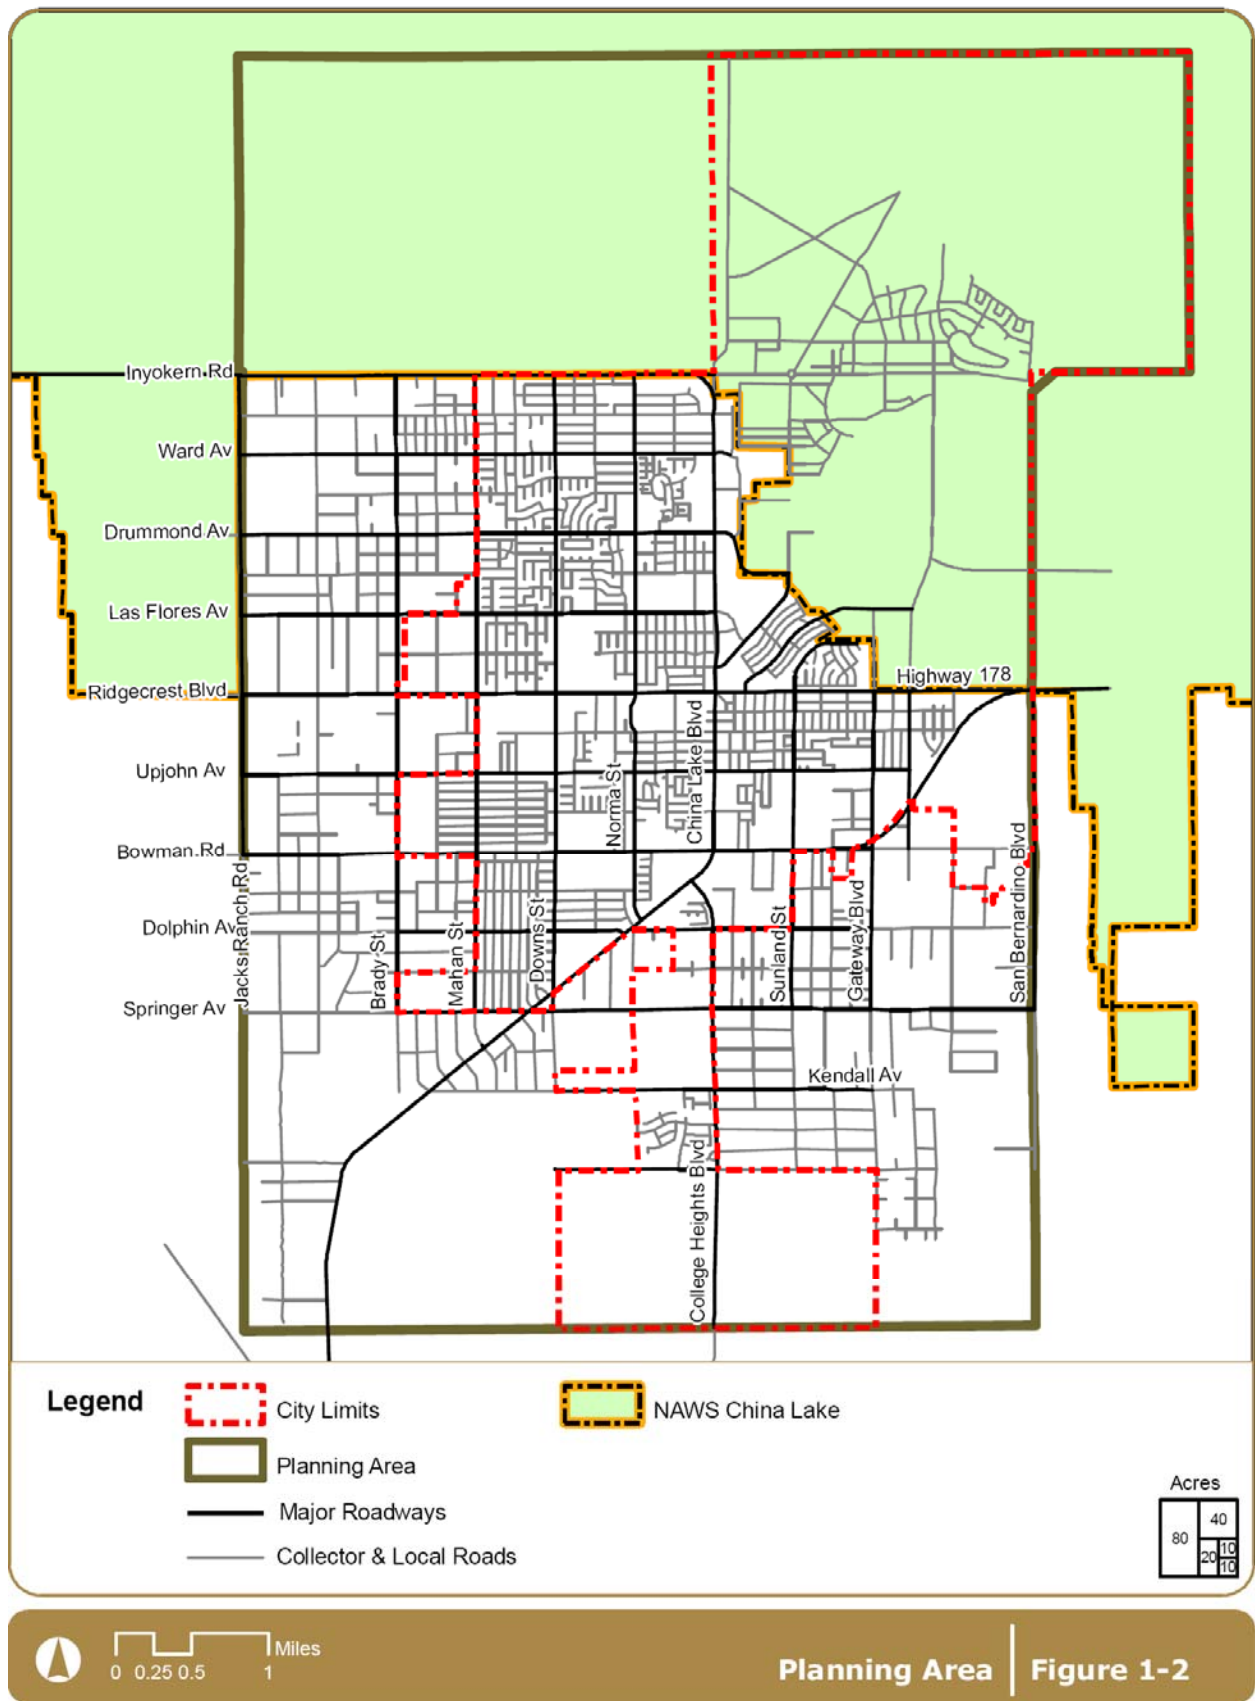 Inyokern Rd
Ward Av
Drummond Av
Las Flores Av
Ridgecrest Blvd
Highway 178
Upjohn Av
Norma St
China Lake Blvd
Bowman Rd
Jacks Ranch Rd
Dolphin Av
Brady St
Mahan St
Downs St
Sunland St
Gateway Blvd
San Bernardino Blvd
Springer Av
Kendall Av
College Heights Blvd
Legend
City Limits
NAWS China Lake
Planning Area
Major Roadways
Collector & Local Roads
Acres
80
40
20
10
10
Miles
0 0.25 0.5 1
Planning Area
Figure 1-2